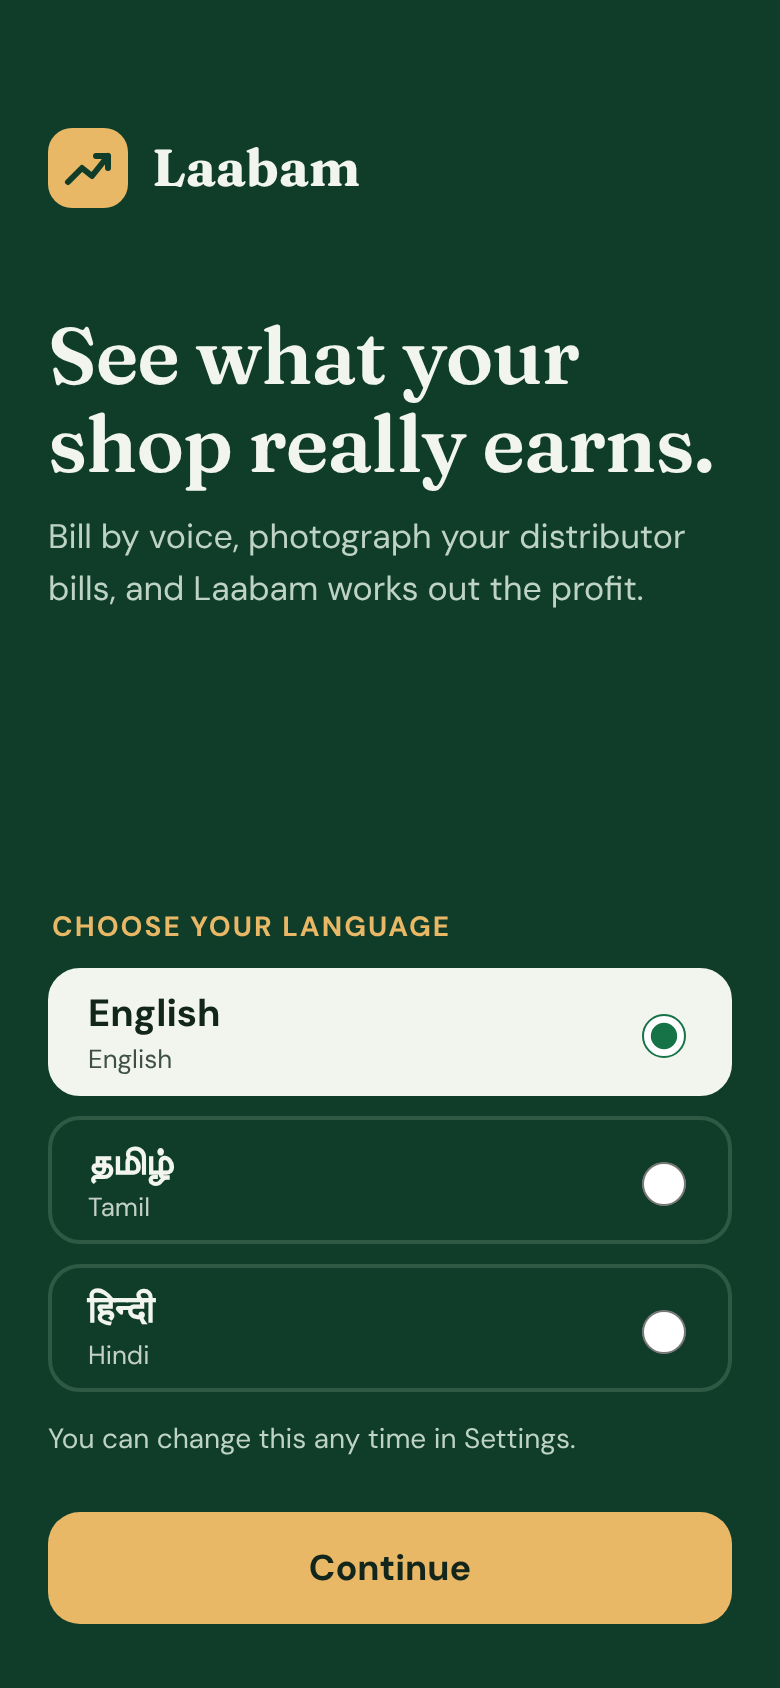 Laabam
See what your
shop really earns.
Bill by voice, photograph your distributor
bills, and Laabam works out the profit.
CHOOSE YOUR LANGUAGE
English
English
தமிழ்
Tamil
हिन्दी
Hindi
You can change this any time in Settings.
Continue